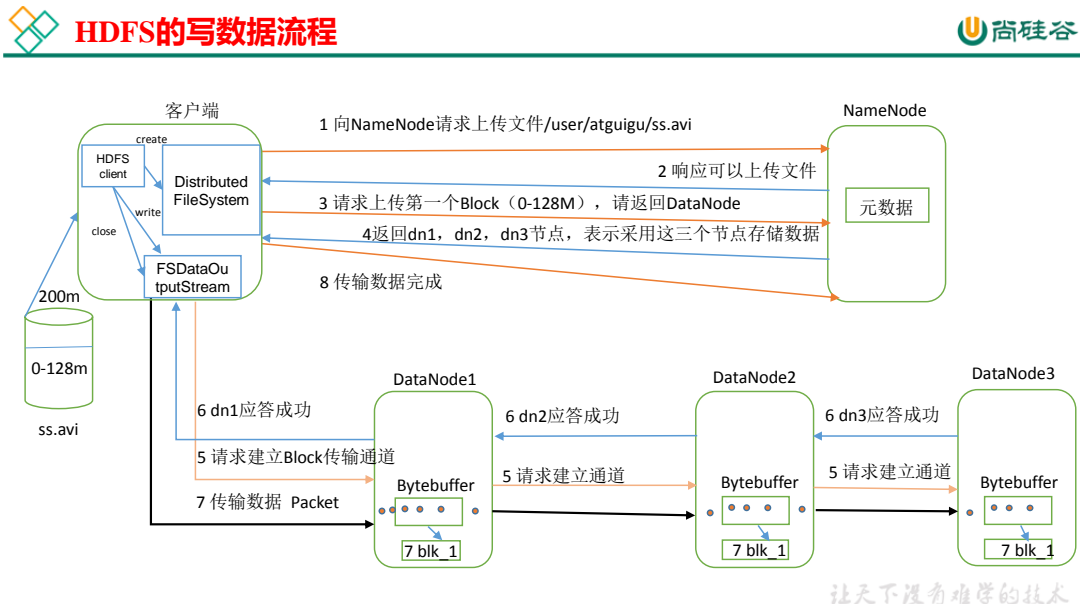 HDFS的写数据流程
尚硅谷
客户端
NameNode
1 向NameNode请求上传文件/user/atguigu/ss.avi
create
HDFS
client
Distributed
FileSystem
2 响应可以上传文件
write
3 请求上传第一个Block（0-128M），请返回DataNode
元数据
close
4返回dn1，dn2，dn3节点，表示采用这三个节点存储数据
FSDataOu
tputStream
8 传输数据完成
200m
0-128m
ss.avi
DataNode1
DataNode2
DataNode3
6 dn1应答成功
6 dn2应答成功
6 dn3应答成功
5 请求建立Block传输通道
5 请求建立通道
5 请求建立通道
7 传输数据 Packet
Bytebuffer
Bytebuffer
Bytebuffer
7 blk_1
7 blk_1
7 blk_1
让天下没有难学的技术